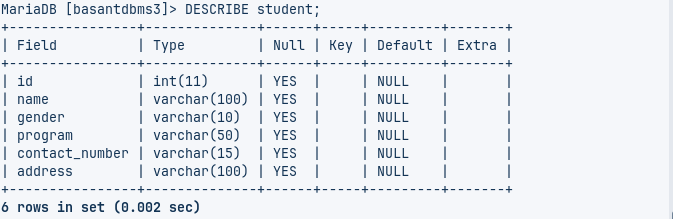 MariaDB [basantdbms3]> DESCRIBE student;
+----------------+--------------+------+-----+---------+-------+
| Field          | Type         | Null | Key | Default | Extra |
+----------------+--------------+------+-----+---------+-------+
| id             | int(11)      | YES  |     | NULL    |       |
| name           | varchar(100) | YES  |     | NULL    |       |
| gender         | varchar(10)  | YES  |     | NULL    |       |
| program        | varchar(50)  | YES  |     | NULL    |       |
| contact_number | varchar(15)  | YES  |     | NULL    |       |
| address        | varchar(100) | YES  |     | NULL    |       |
+----------------+--------------+------+-----+---------+-------+
6 rows in set (0.002 sec)